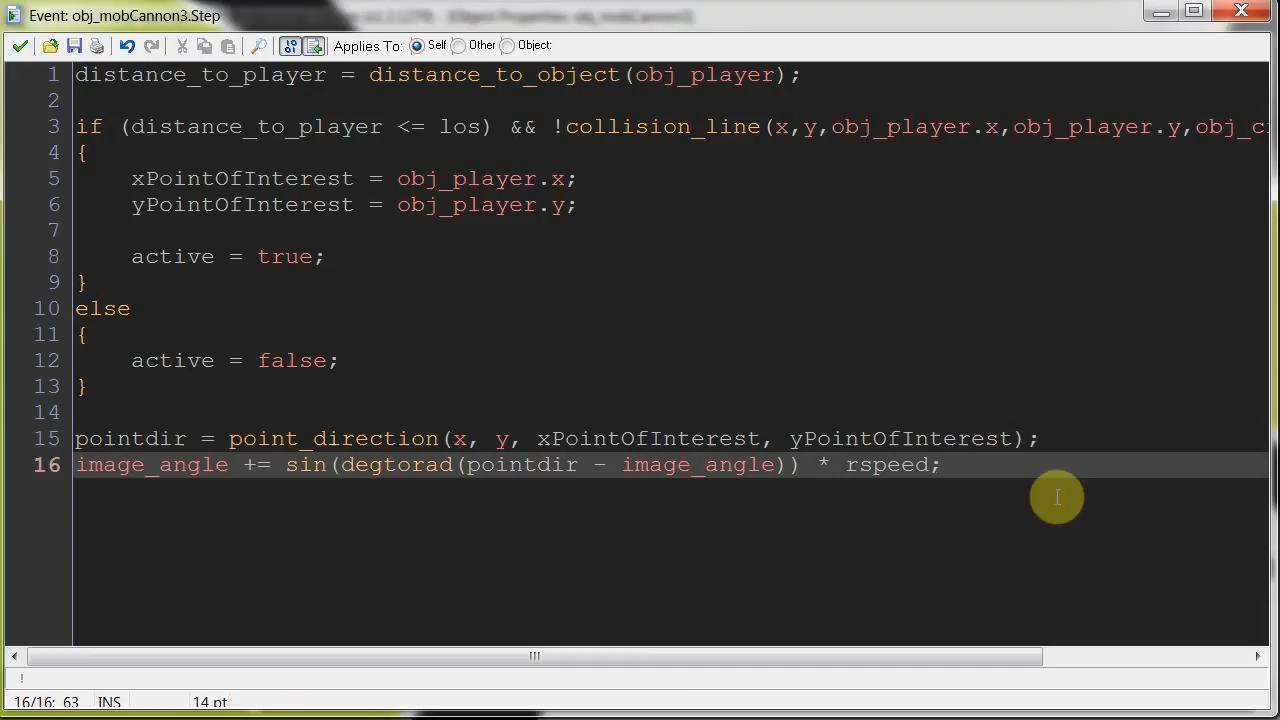 Event: obj_mobCannon3.Step
Applies To: Self Other Object:
1 distance_to_player = distance_to_object(obj_player);
2
3 if (distance_to_player <= los) && !collision_line(x,y,obj_player.x,obj_player.y,obj_c
4 {
5 xPointOfInterest = obj_player.x;
6 yPointOfInterest = obj_player.y;
7
8 active = true;
9 }
10 else
11 {
12 active = false;
13 }
14
15 pointdir = point_direction(x, y, xPointOfInterest, yPointOfInterest);
16 image_angle += sin(degtorad(pointdir - image_angle)) * rspeed;
16/16: 63 INS 14 pt